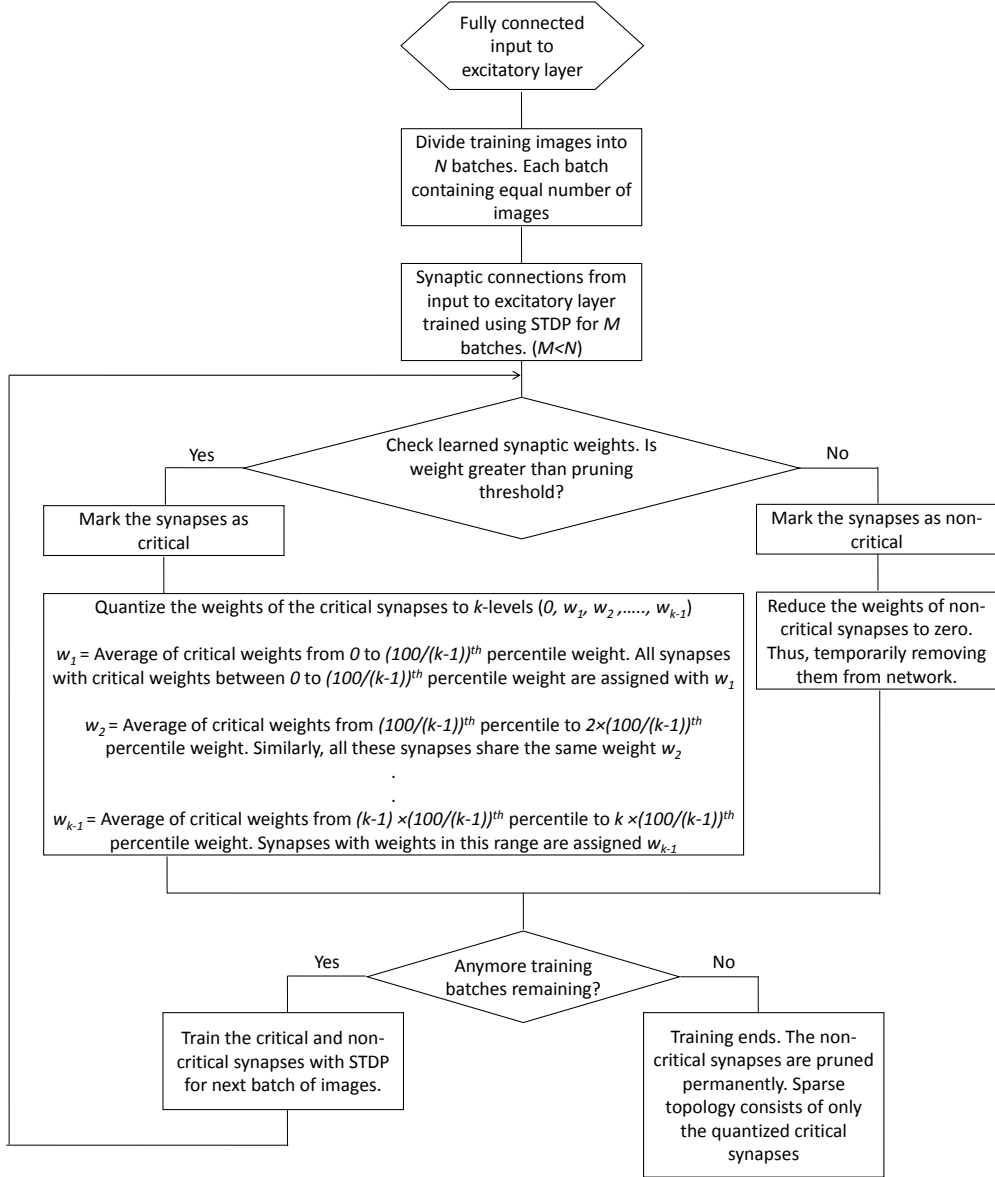 Fully connected
input to
excitatory layer
Divide training images into
N batches. Each batch
containing equal number of
images
Synaptic connections from
input to excitatory layer
trained using STDP for M
batches. (M<N)
Check learned synaptic weights. Is
weight greater than pruning
threshold?
Yes
No
Mark the synapses as
critical
Mark the synapses as non-
critical
Quantize the weights of the critical synapses to k-levels (0, w₁, w₂ ,....., wₖ₋₁)
w₁ = Average of critical weights from 0 to (100/(k-1))ᵗʰ percentile weight. All synapses
with critical weights between 0 to (100/(k-1))ᵗʰ percentile weight are assigned with w₁
w₂ = Average of critical weights from (100/(k-1))ᵗʰ percentile to 2×(100/(k-1))ᵗʰ
percentile weight. Similarly, all these synapses share the same weight w₂
.
.
wₖ₋₁ = Average of critical weights from (k-1) ×(100/(k-1))ᵗʰ percentile to k ×(100/(k-1))ᵗʰ
percentile weight. Synapses with weights in this range are assigned wₖ₋₁
Reduce the weights of non-
critical synapses to zero.
Thus, temporarily removing
them from network.
Anymore training
batches remaining?
Yes
No
Train the critical and non-
critical synapses with STDP
for next batch of images.
Training ends. The non-
critical synapses are pruned
permanently. Sparse
topology consists of only
the quantized critical
synapses